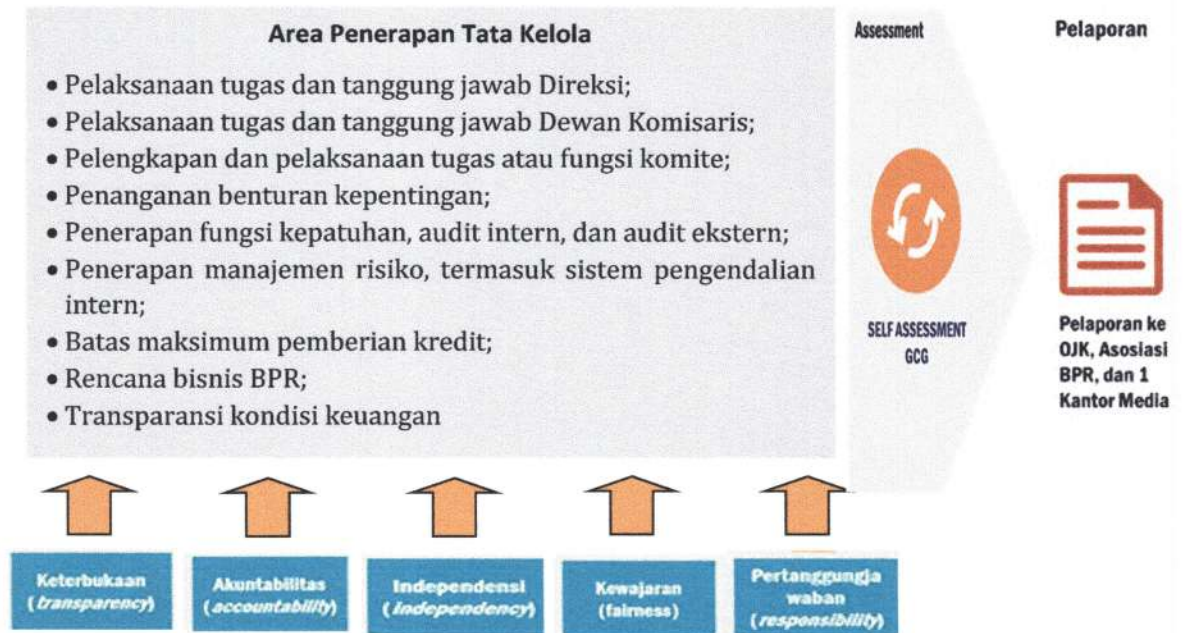 Area Penerapan Tata Kelola
• Pelaksanaan tugas dan tanggung jawab Direksi;
• Pelaksanaan tugas dan tanggung jawab Dewan Komisaris;
• Pelengkapan dan pelaksanaan tugas atau fungsi komite;
• Penanganan benturan kepentingan;
• Penerapan fungsi kepatuhan, audit intern, dan audit ekstern;
• Penerapan manajemen risiko, termasuk sistem pengendalian
intern;
• Batas maksimum pemberian kredit;
• Rencana bisnis BPR;
• Transparansi kondisi keuangan
Assessment
SELF ASSESSMENT
GCG
Pelaporan
Pelaporan ke
OJK, Asosiasi
BPR, dan 1
Kantor Media
Keterbukaan
(transparency)
Akuntabilitas
(accountability)
Independensi
(independency)
Kewajaran
(fairness)
Pertanggungja
waban
(responsibility)